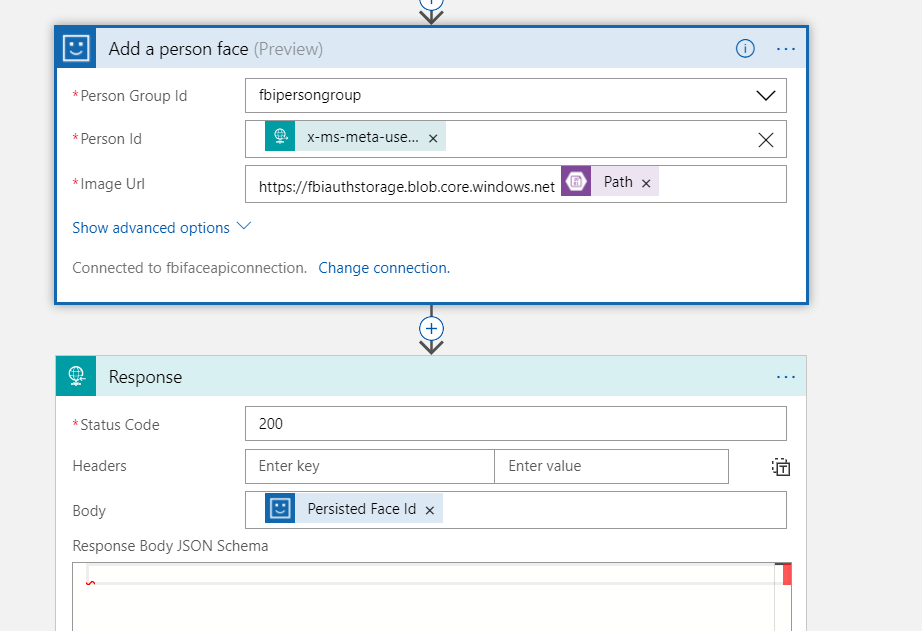 Add a person face (Preview)
*Person Group Id fbipersongroup
*Person Id x-ms-meta-use... ×
*Image Url https://fbiauthstorage.blob.core.windows.net Path ×
Show advanced options
Connected to fbifaceapiconnection. Change connection.
Response
*Status Code 200
Headers Enter key Enter value
Body Persisted Face Id ×
Response Body JSON Schema